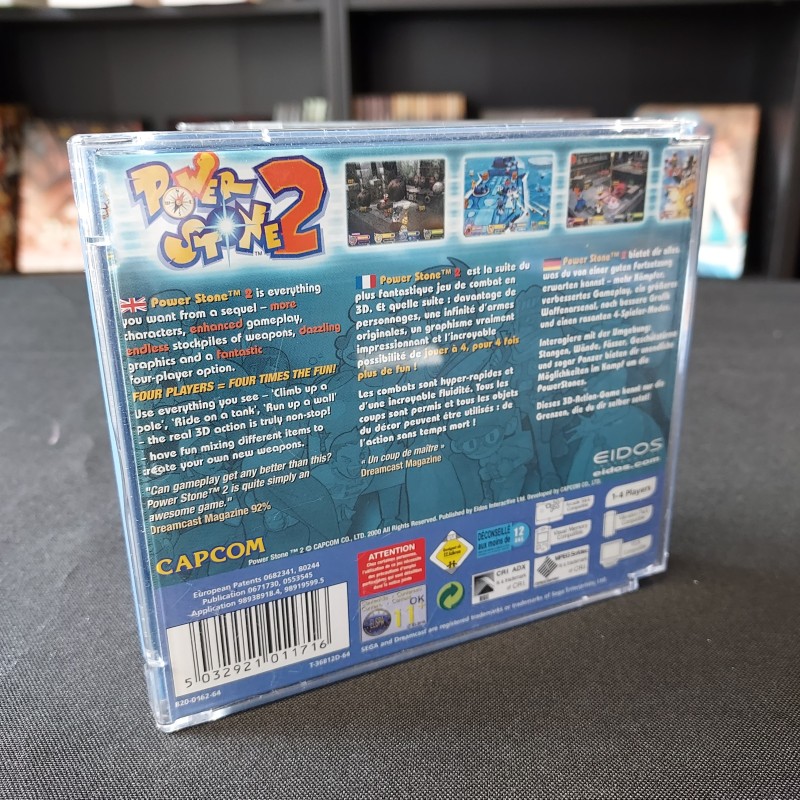 POWER STONE 2
Power Stone™ 2 is everything
you want from a sequel – more
characters, enhanced gameplay,
endless stockpiles of weapons, dazzling
graphics and a fantastic
four-player option.
FOUR PLAYERS = FOUR TIMES THE FUN!
Use everything you see – 'Climb up a
pole', 'Ride on a tank', 'Run up a wall'
– the real 3D action is truly non-stop!
– have fun mixing different items to
create your own new weapons.
"Can gameplay get any better than this?
Power Stone™ 2 is quite simply an
awesome game."
Dreamcast Magazine 92%
Power Stone™ 2 est la suite du
plus fantastique jeu de combat en
3D. Et quelle suite : davantage de
personnages, une infinité d'armes
originales, un graphisme vraiment
impressionnant et l'incroyable
possibilité de jouer à 4, pour 4 fois
plus de fun !
Les combats sont hyper-rapides et
d'une incroyable fluidité. Tous les
coups sont permis et tous les objets
du décor peuvent être utilisés : de
l'action sans temps mort !
« Un coup de maître »
Dreamcast Magazine
Power Stone™ 2 bietet dir alles,
was du von einer guten Fortsetzung
erwarten kannst – mehr Kämpfer,
verbessertes Gameplay, ein größeres
Waffenarsenal, noch bessere Grafik
und einen rasanten 4-Spieler-Modus
Interagiere mit der Umgebung:
Stangen, Wände, Fässer, Geschütztürme
und sogar Panzer bieten dir unendliche
Möglichkeiten im Kampf um die
PowerStones.
Dieses 3D-Action-Game kennt nur die
Grenzen, die du dir selber setzt!
EIDOS
eidos.com
CAPCOM
Power Stone ™ 2 © CAPCOM CO., LTD. 2000 All Rights Reserved. Published by Eidos Interactive Ltd. Developed by CAPCOM CO., LTD.
European Patents 0682341, 80244
Publication 0671730, 0553545
Application 98938918.4, 98919599.5
ATTENTION
DÉCONSEILLÉ
aux moins de
12 ANS
1-4 Players
CRI ADX
OK
11
SEGA and Dreamcast are registered trademarks or trademarks of Sega Enterprises, Ltd.
5 032921 011716
T-36812D-64
820-0162-64